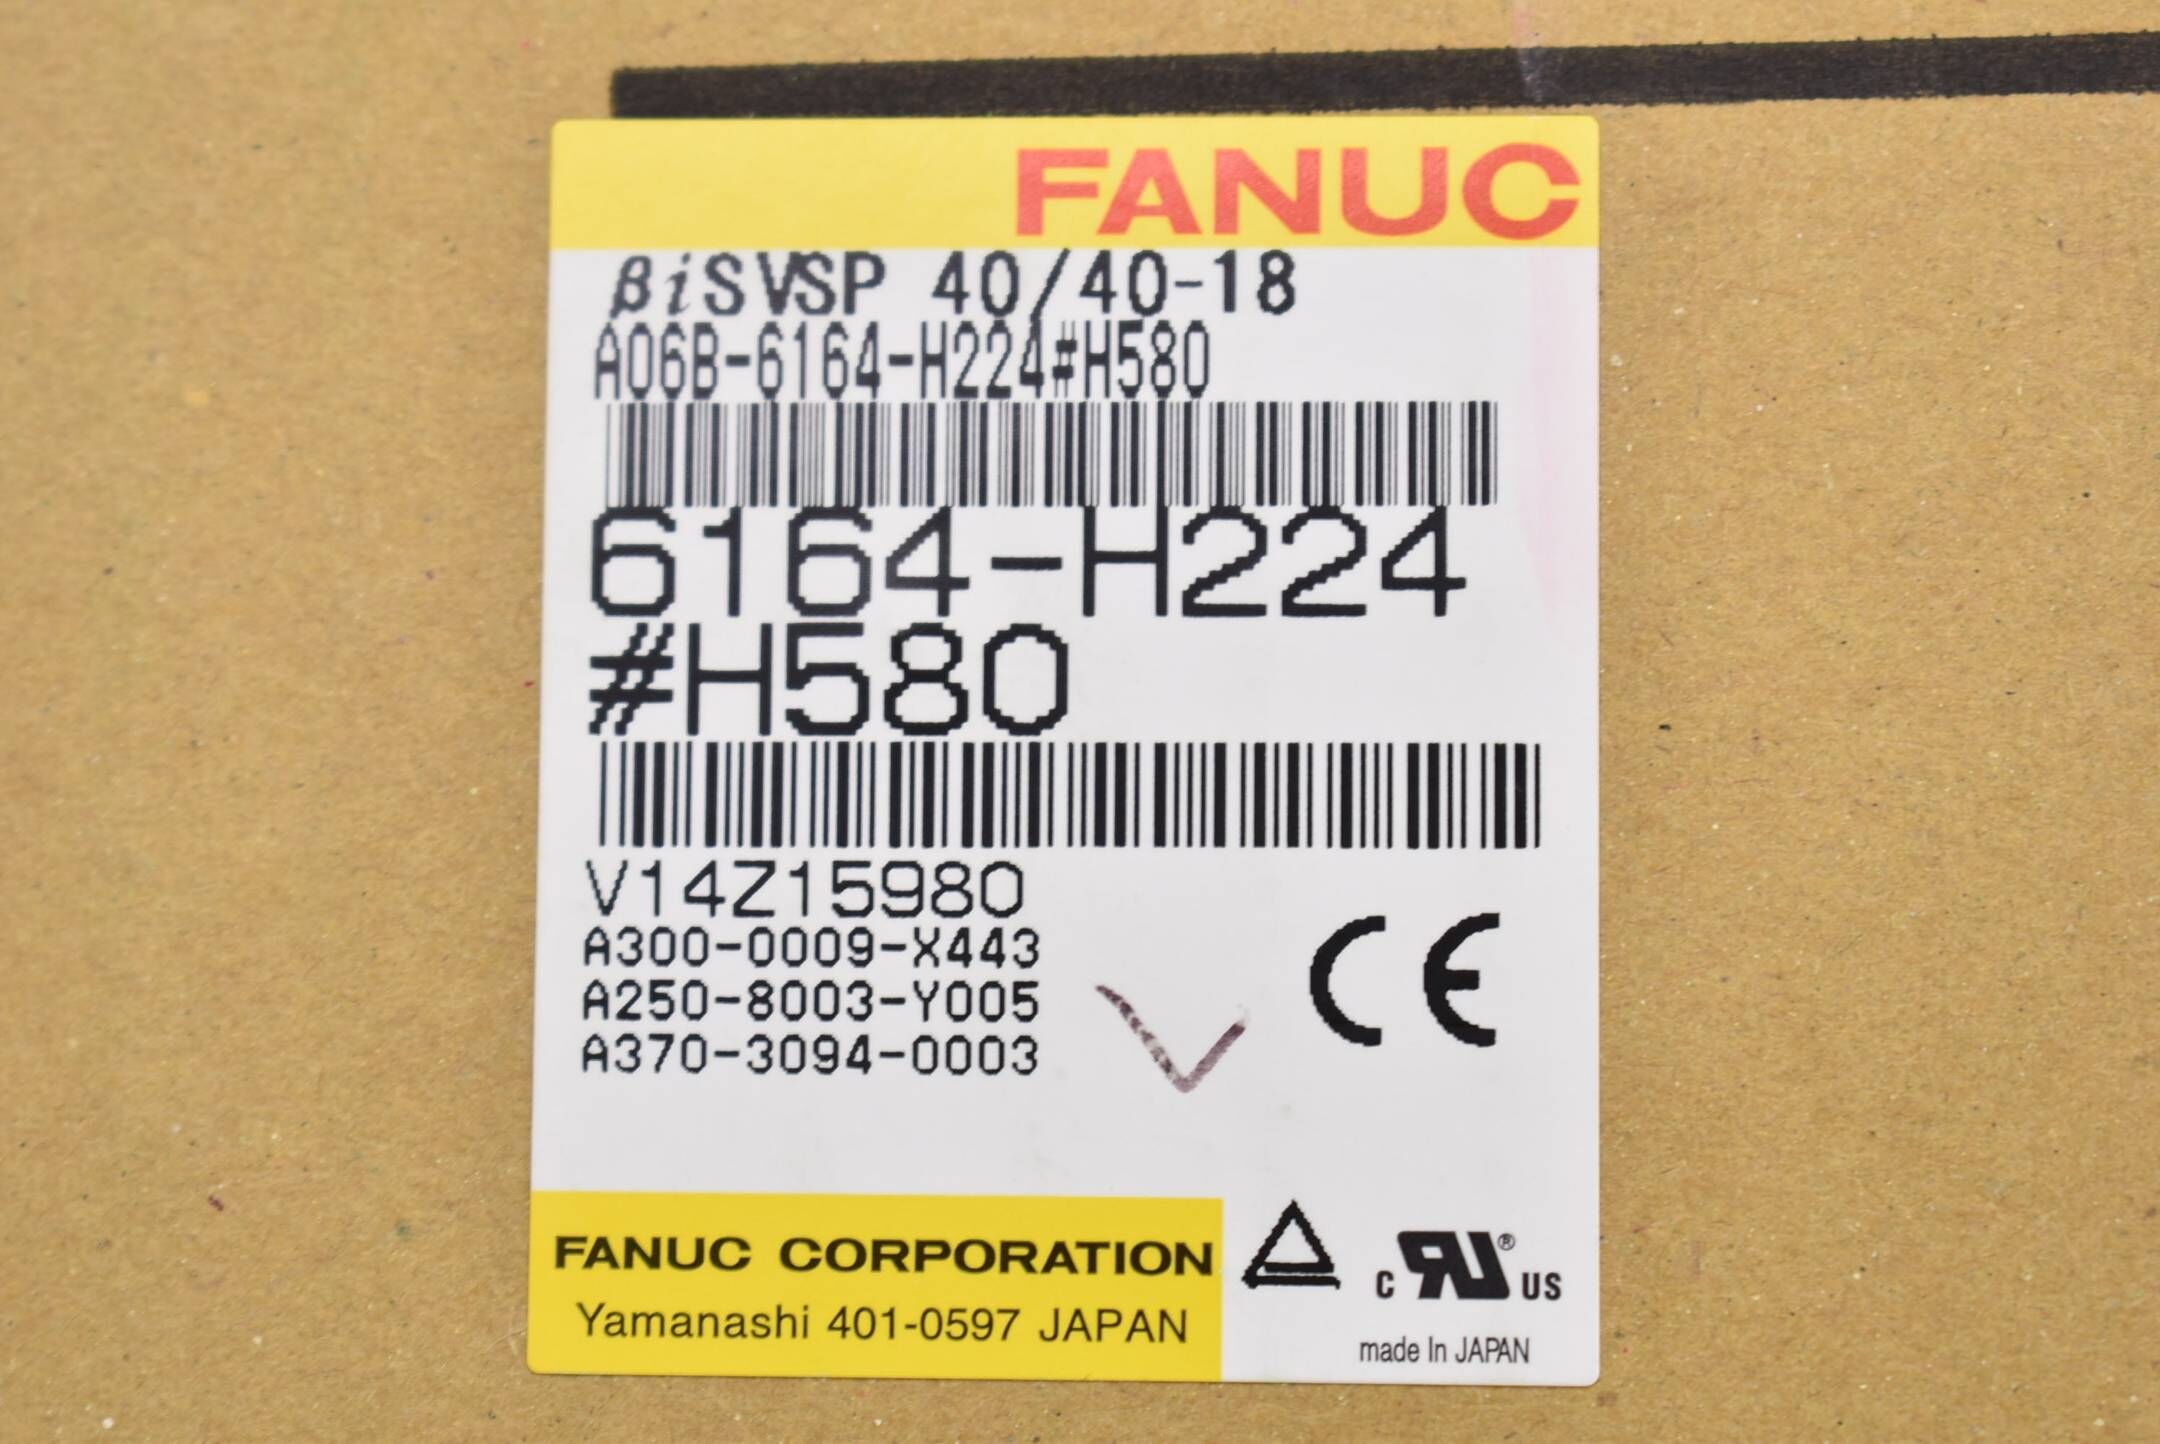 FANUC
βiSVSP 40/40-18
A06B-6164-H224#H580
6164-H224
#H580
V14Z15980
A300-0009-X443
A250-8003-Y005
A370-3094-0003
CE
FANUC CORPORATION
Yamanashi 401-0597 JAPAN
c RU® US
made In JAPAN